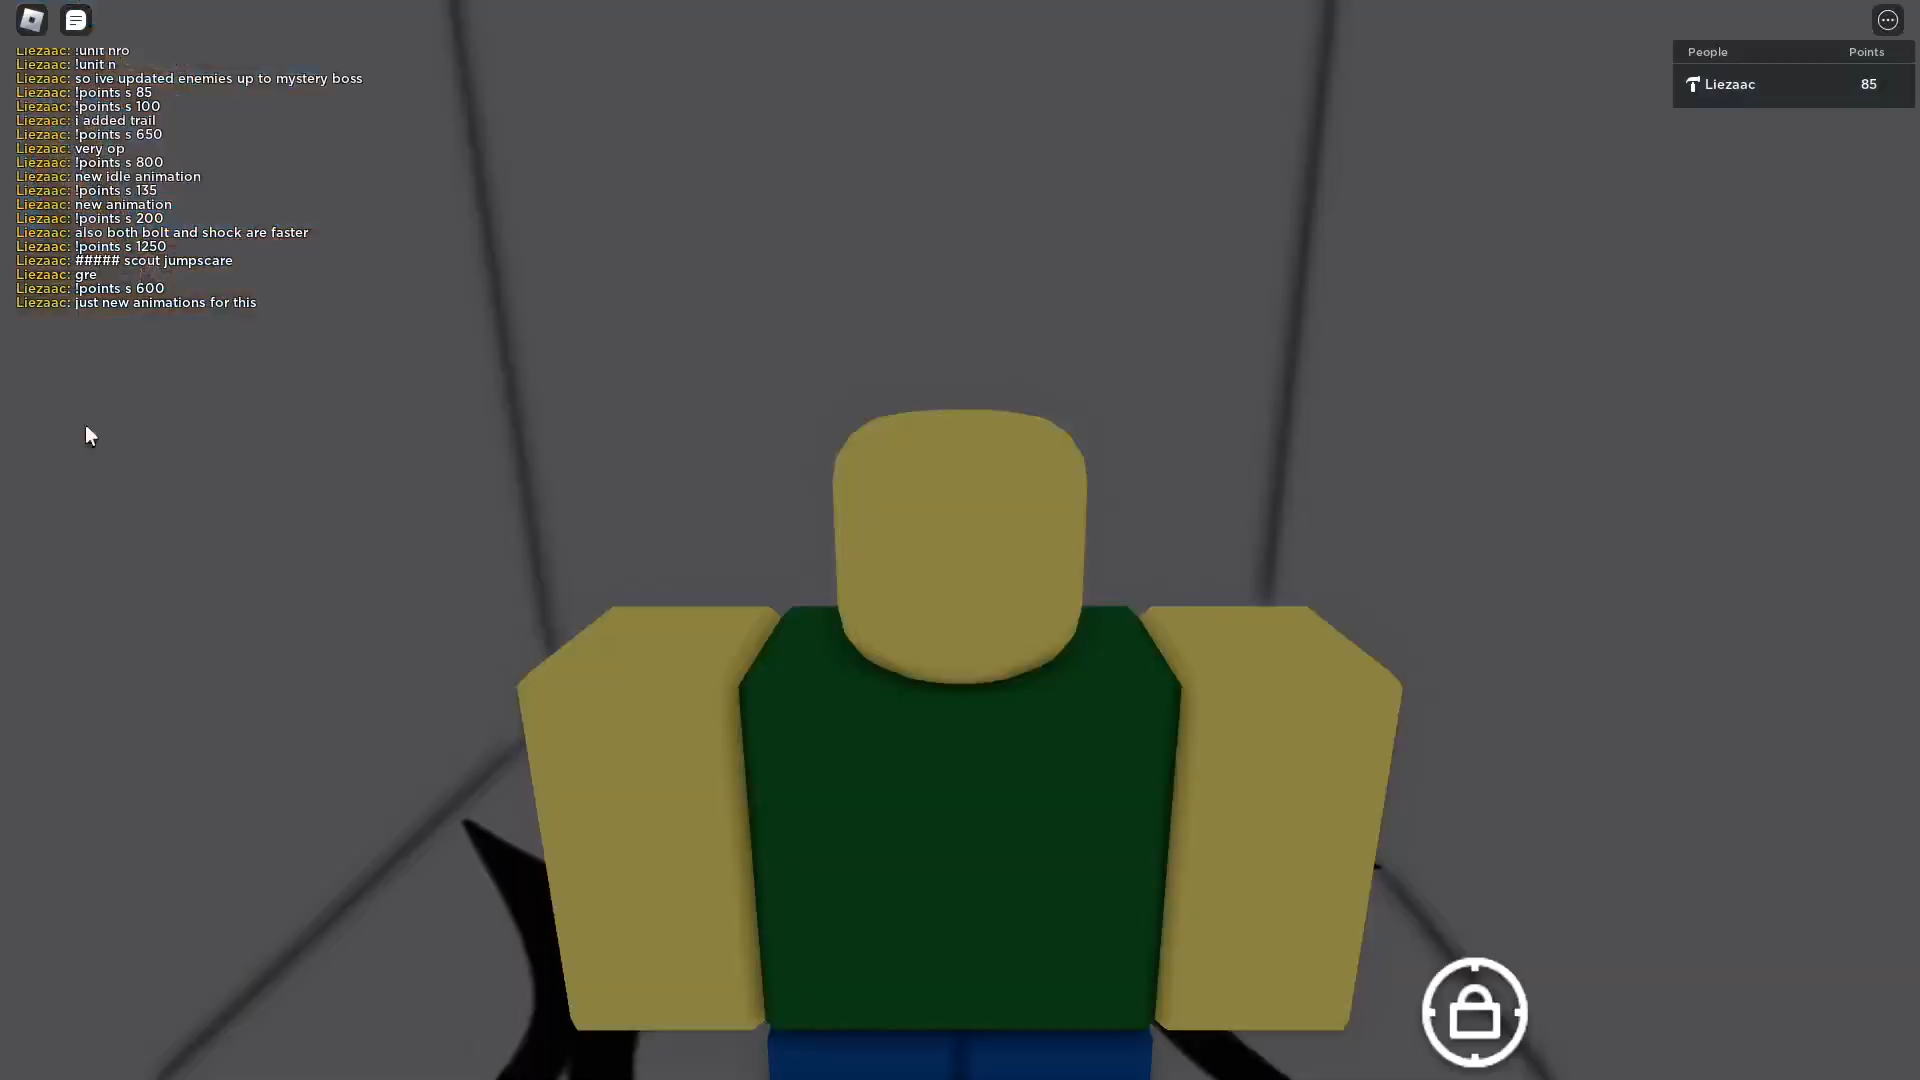 Liezaac: !unit nro
Liezaac: !unit n
Liezaac: so ive updated enemies up to mystery boss
Liezaac: !points s 85
Liezaac: !points s 100
Liezaac: i added trail
Liezaac: !points s 650
Liezaac: very op
Liezaac: !points s 800
Liezaac: new idle animation
Liezaac: !points s 135
Liezaac: new animation
Liezaac: !points s 200
Liezaac: also both bolt and shock are faster
Liezaac: !points s 1250
Liezaac: ##### scout jumpscare
Liezaac: gre
Liezaac: !points s 600
Liezaac: just new animations for this
People Points
Liezaac 85